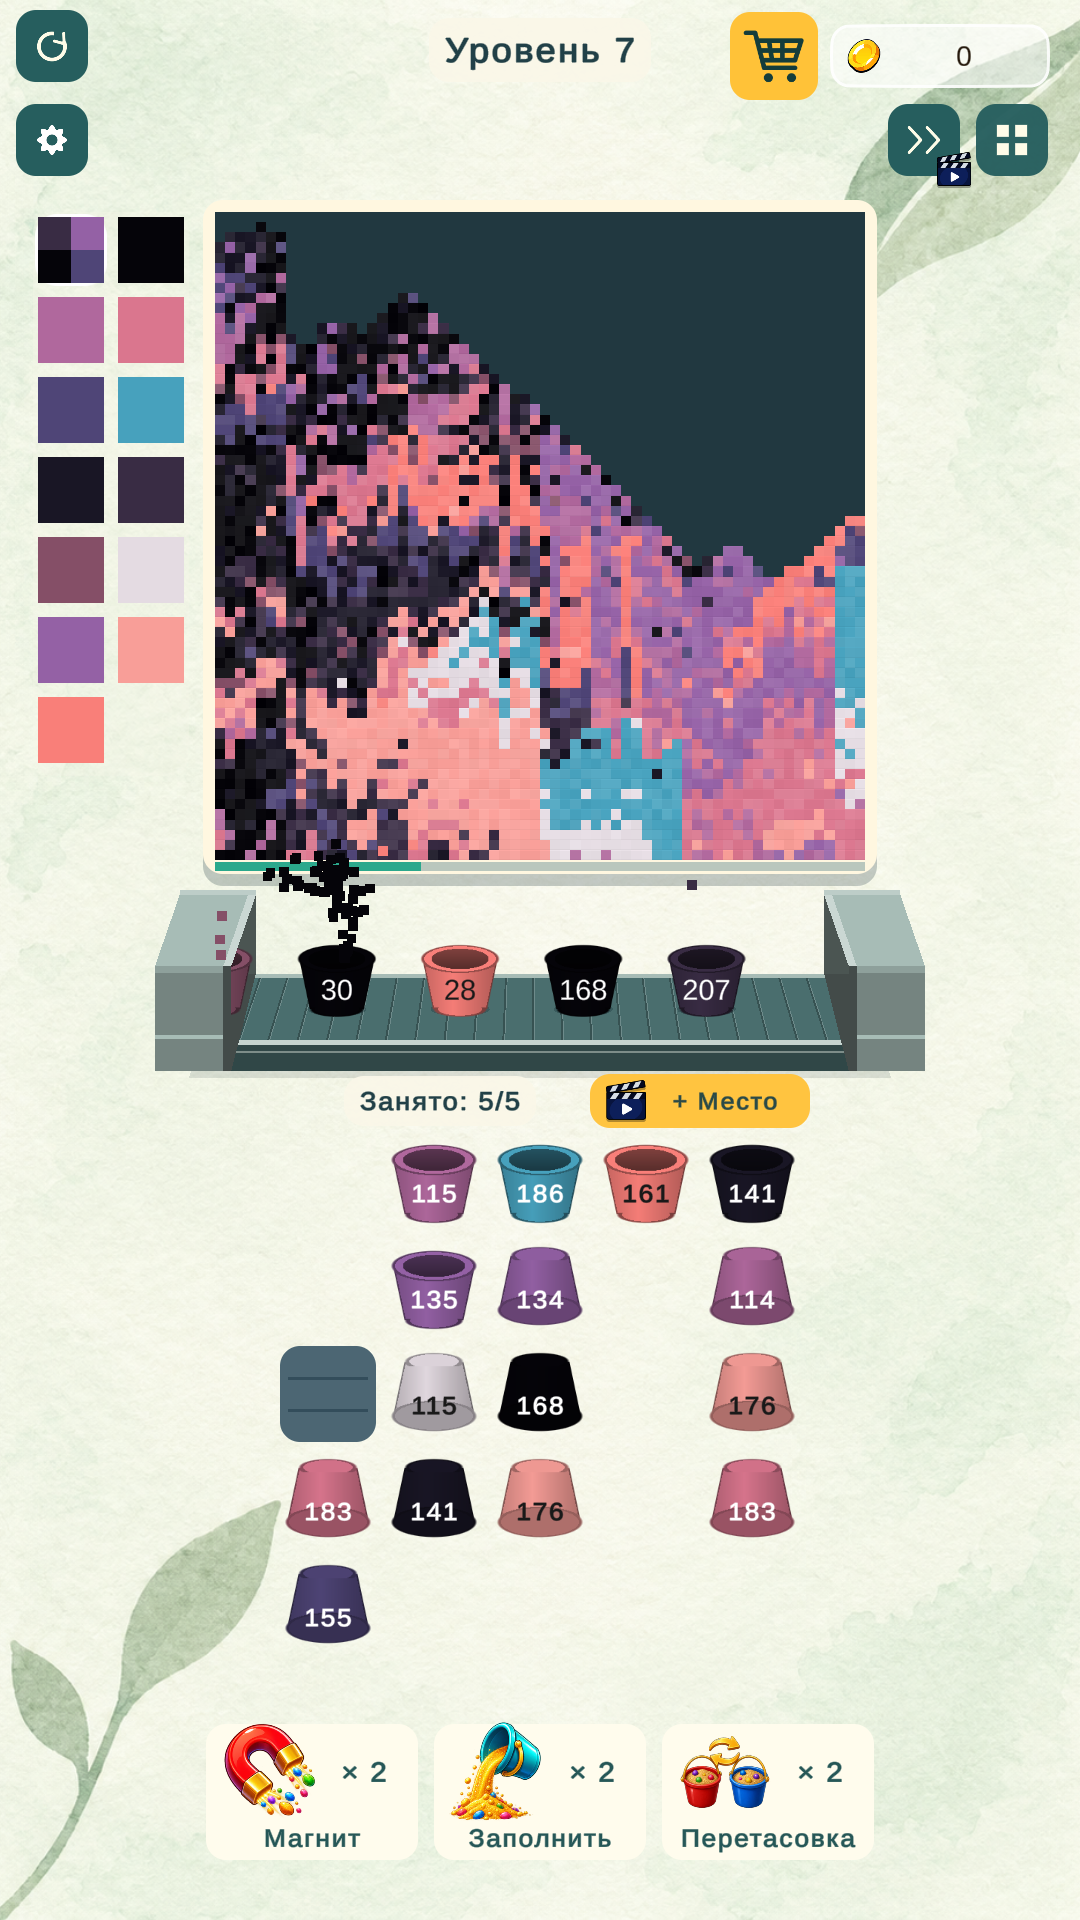 Уровень 7
0
30 28 168 207
Занято: 5/5
+ Место
115 186 161 141
135 134 114
115 168 176
183 141 176 183
155
× 2 × 2 × 2
Магнит Заполнить Перетасовка